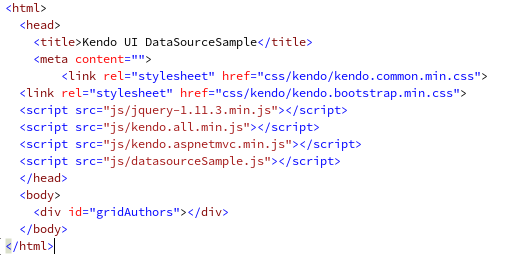 <html>
<head>
<title>Kendo UI DataSourceSample</title>
<meta content="">
<link rel="stylesheet" href="css/kendo/kendo.common.min.css">
<link rel="stylesheet" href="css/kendo/kendo.bootstrap.min.css">
<script src="js/jquery-1.11.3.min.js"></script>
<script src="js/kendo.all.min.js"></script>
<script src="js/kendo.aspnetmvc.min.js"></script>
<script src="js/datasourceSample.js"></script>
</head>
<body>
<div id="gridAuthors"></div>
</body>
</html>